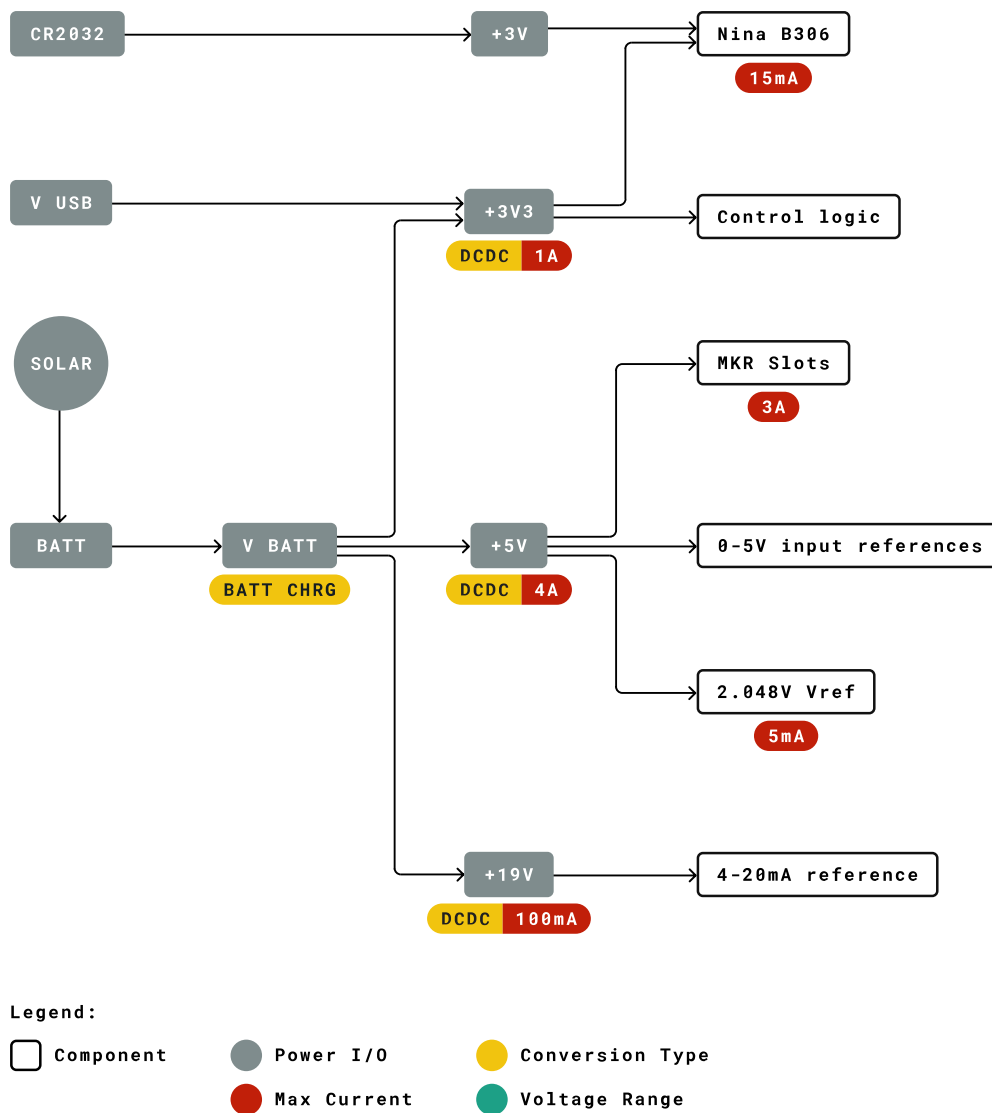 CR2032
+3V
Nina B306
15mA
V USB
+3V3
Control logic
DCDC 1A
SOLAR
MKR Slots
3A
BATT
V BATT
+5V
0-5V input references
BATT CHRG
DCDC 4A
2.048V Vref
5mA
+19V
4-20mA reference
DCDC 100mA
Legend:
Component
Power I/O
Conversion Type
Max Current
Voltage Range